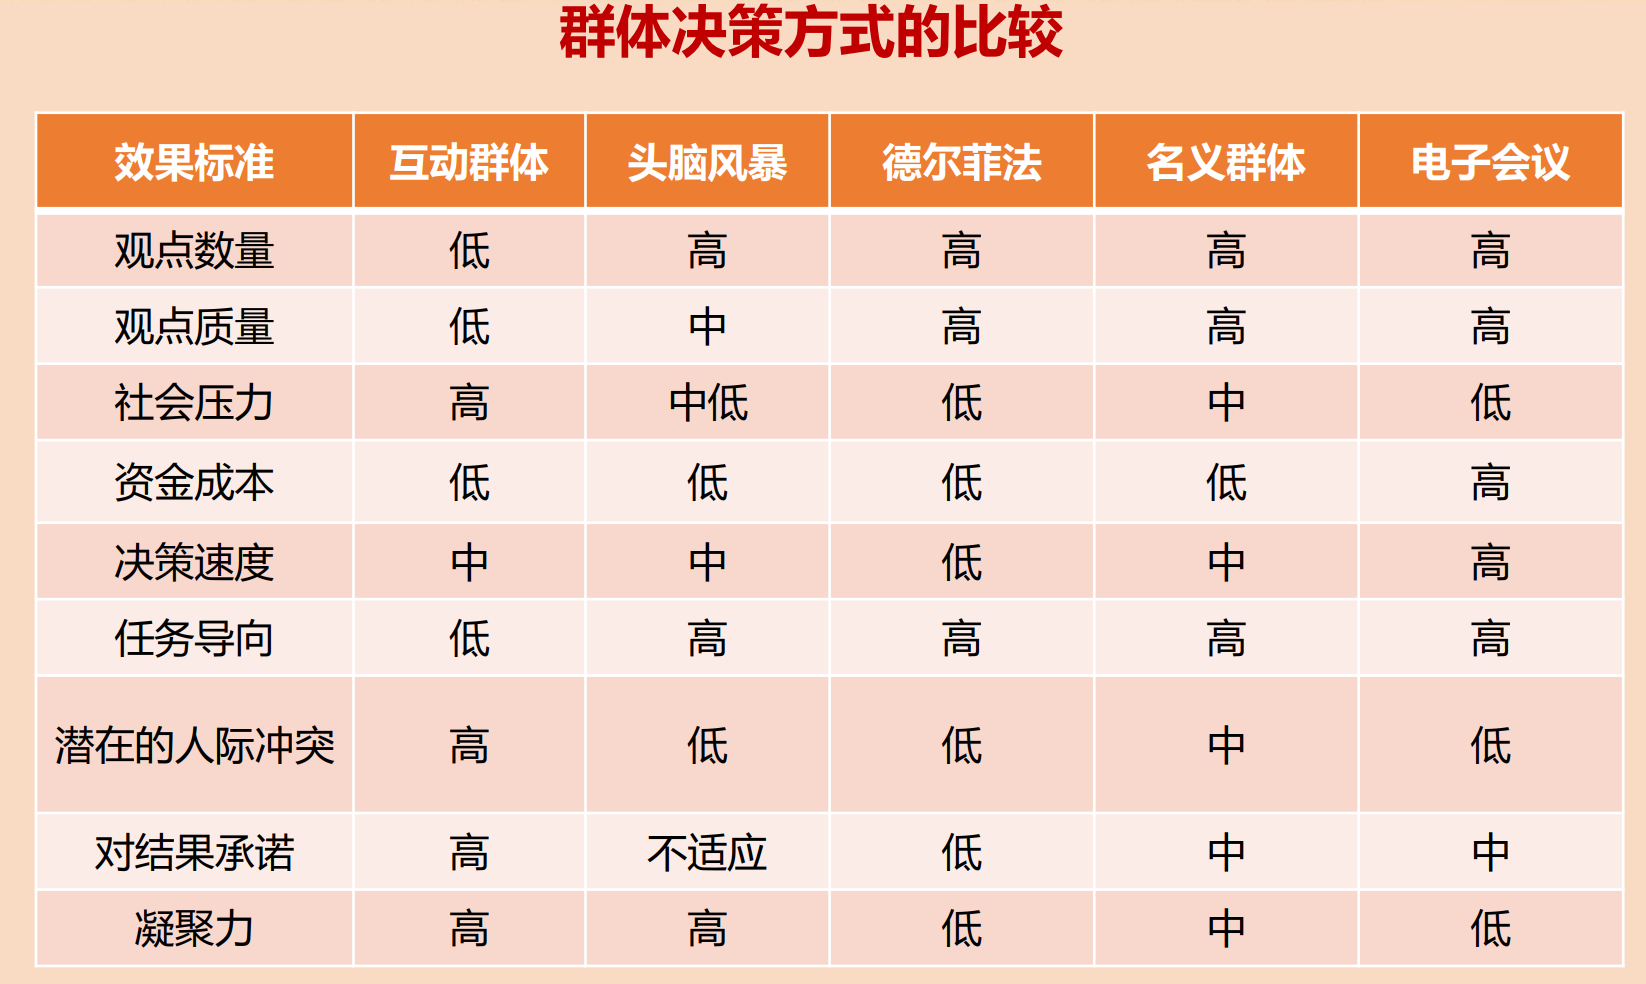 群体决策方式的比较
效果标准 互动群体 头脑风暴 德尔菲法 名义群体 电子会议
观点数量 低 高 高 高 高
观点质量 低 中 高 高 高
社会压力 高 中低 低 中 低
资金成本 低 低 低 低 高
决策速度 中 中 低 中 高
任务导向 低 高 高 高 高
潜在的人际冲突 高 低 低 中 低
对结果承诺 高 不适应 低 中 中
凝聚力 高 高 低 中 低